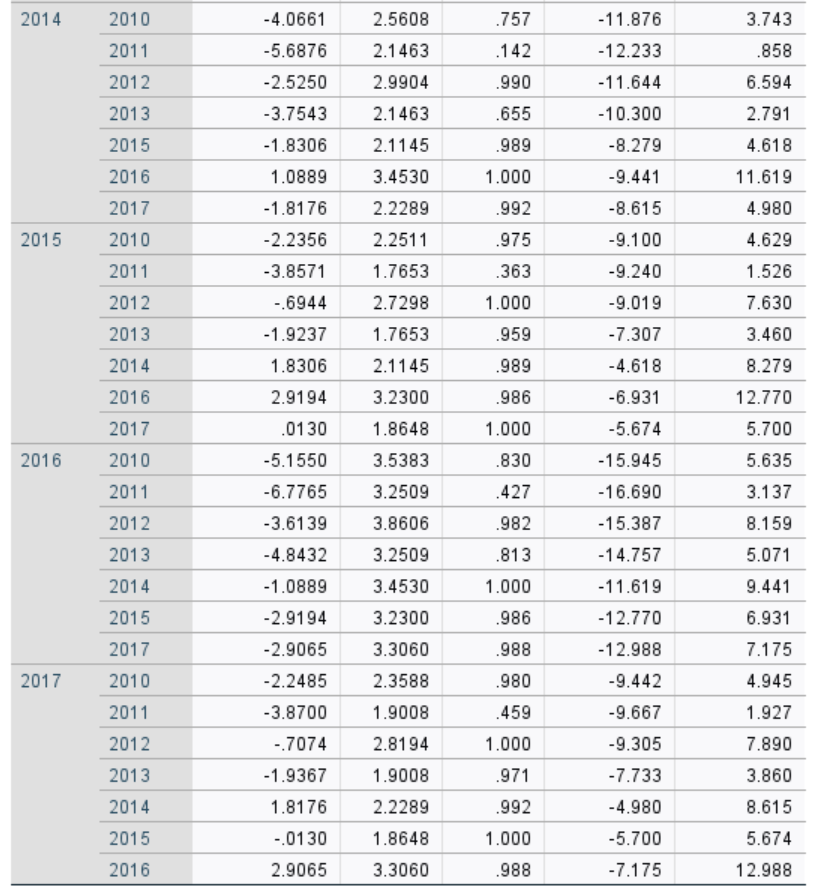 2014 2010 -4.0661 2.5608 .757 -11.876 3.743
2011 -5.6876 2.1463 .142 -12.233 .858
2012 -2.5250 2.9904 .990 -11.644 6.594
2013 -3.7543 2.1463 .655 -10.300 2.791
2015 -1.8306 2.1145 .989 -8.279 4.618
2016 1.0889 3.4530 1.000 -9.441 11.619
2017 -1.8176 2.2289 .992 -8.615 4.980
2015 2010 -2.2356 2.2511 .975 -9.100 4.629
2011 -3.8571 1.7653 .363 -9.240 1.526
2012 -.6944 2.7298 1.000 -9.019 7.630
2013 -1.9237 1.7653 .959 -7.307 3.460
2014 1.8306 2.1145 .989 -4.618 8.279
2016 2.9194 3.2300 .986 -6.931 12.770
2017 .0130 1.8648 1.000 -5.674 5.700
2016 2010 -5.1550 3.5383 .830 -15.945 5.635
2011 -6.7765 3.2509 .427 -16.690 3.137
2012 -3.6139 3.8606 .982 -15.387 8.159
2013 -4.8432 3.2509 .813 -14.757 5.071
2014 -1.0889 3.4530 1.000 -11.619 9.441
2015 -2.9194 3.2300 .986 -12.770 6.931
2017 -2.9065 3.3060 .988 -12.988 7.175
2017 2010 -2.2485 2.3588 .980 -9.442 4.945
2011 -3.8700 1.9008 .459 -9.667 1.927
2012 -.7074 2.8194 1.000 -9.305 7.890
2013 -1.9367 1.9008 .971 -7.733 3.860
2014 1.8176 2.2289 .992 -4.980 8.615
2015 -.0130 1.8648 1.000 -5.700 5.674
2016 2.9065 3.3060 .988 -7.175 12.988